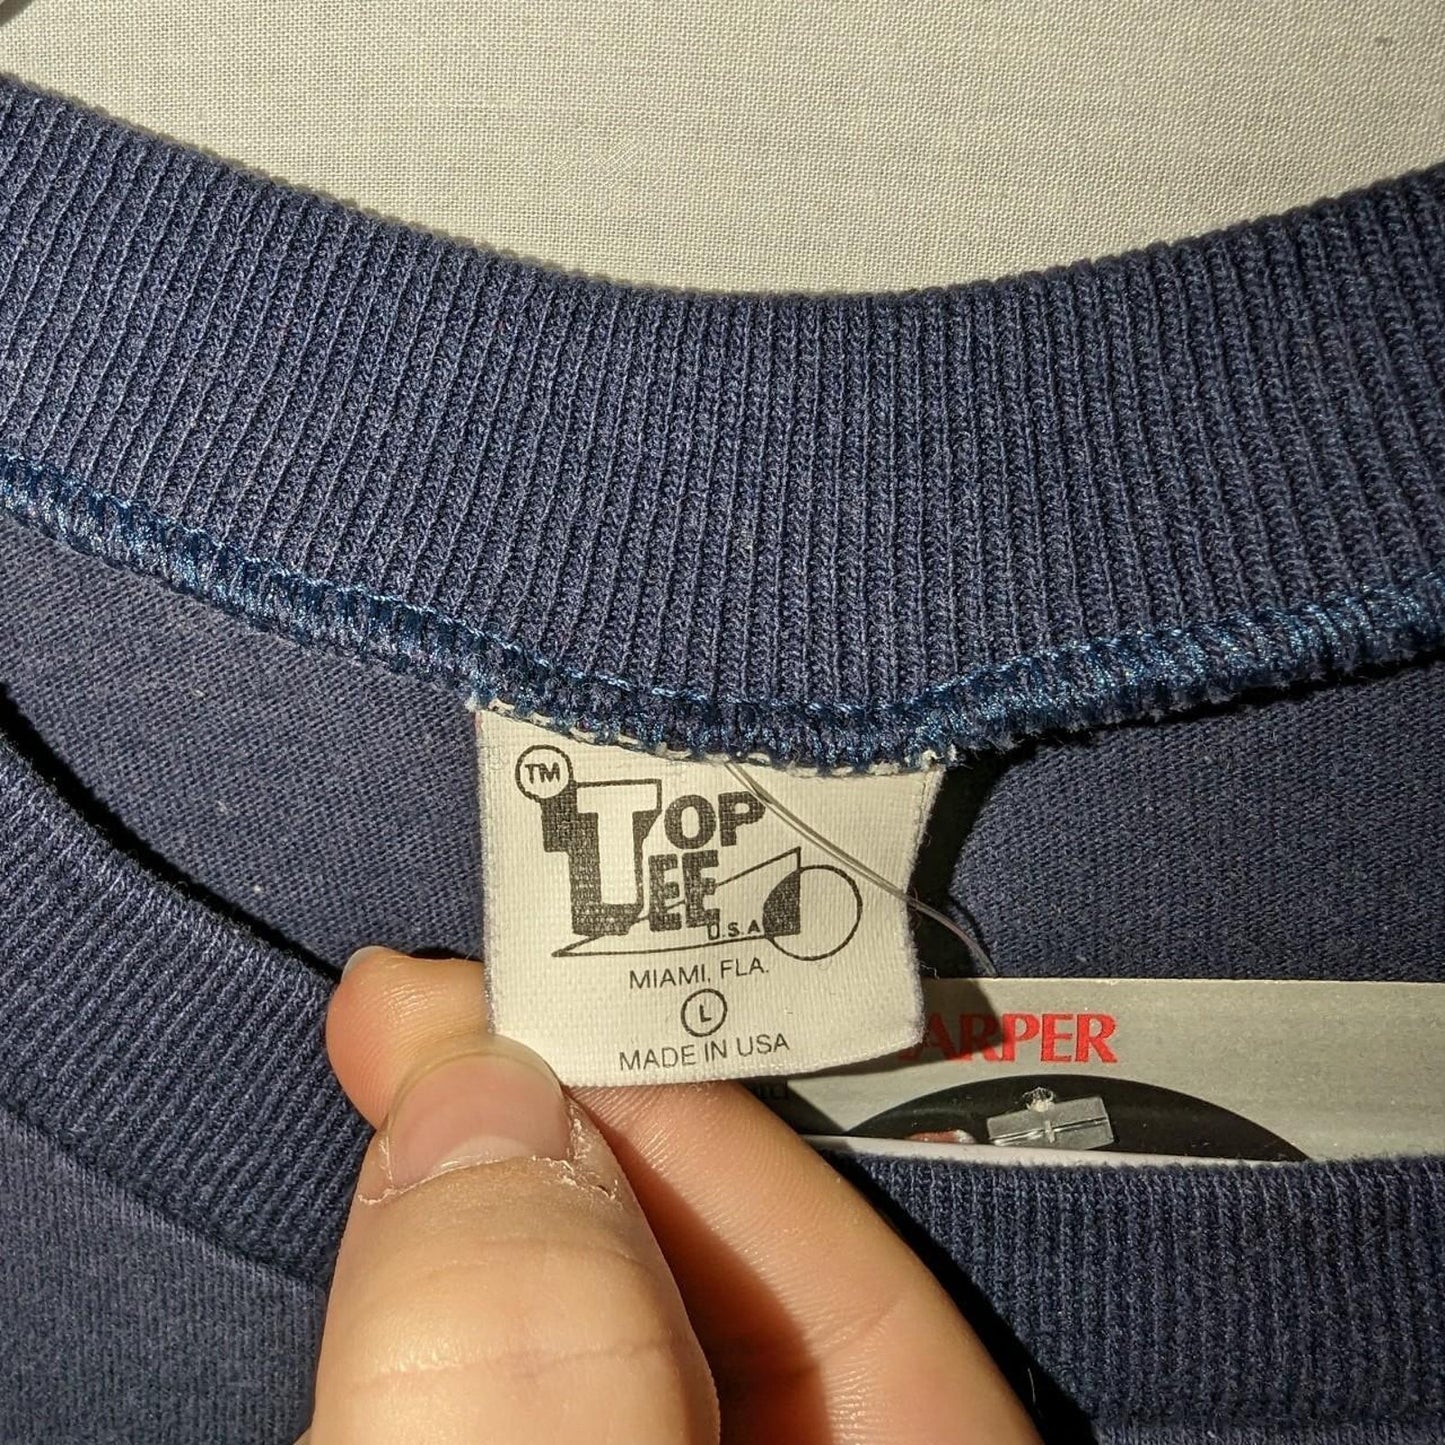 TM
TOP
TEE
U.S.A
MIAMI, FLA.
L
MADE IN USA
ARPER